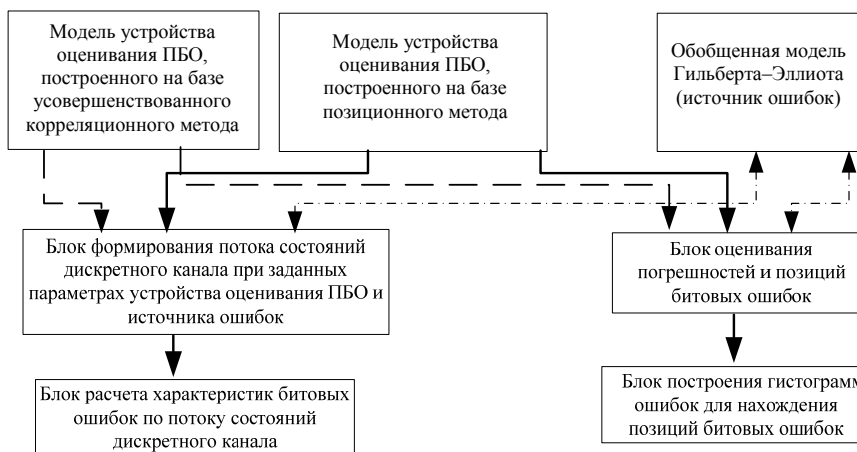 Модель устройства
оценивания ПБО,
построенного на базе
усовершенствованного
корреляционного метода
Модель устройства
оценивания ПБО,
построенного на базе
позиционного метода
Обобщенная модель
Гильберта–Эллиота
(источник ошибок)
Блок формирования потока состояний
дискретного канала при заданных
параметрах устройства оценивания ПБО и
источника ошибок
Блок оценивания
погрешностей и позиций
битовых ошибок
Блок расчета характеристик битовых
ошибок по потоку состояний
дискретного канала
Блок построения гистограмм
ошибок для нахождения
позиций битовых ошибок